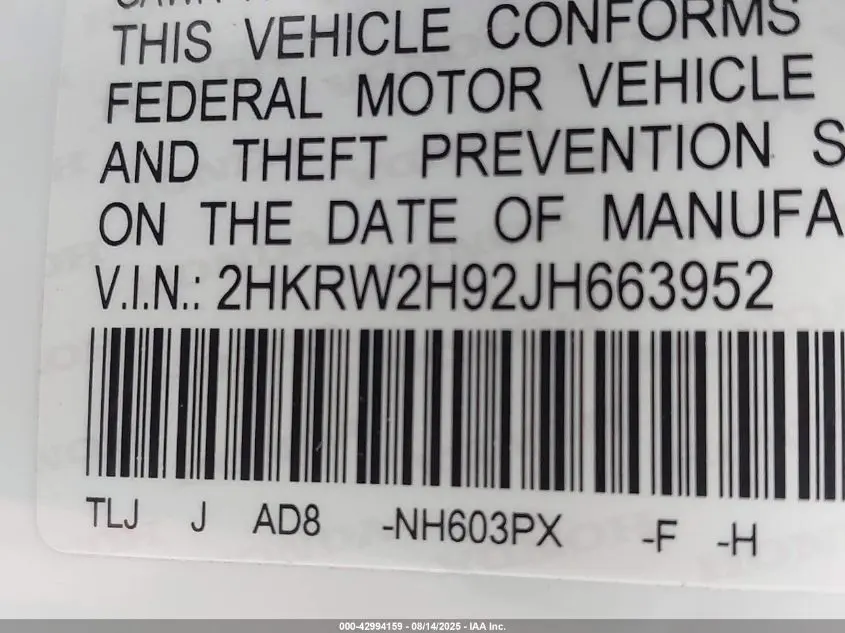 THIS VEHICLE CONFORMS
FEDERAL MOTOR VEHICLE
AND THEFT PREVENTION S
ON THE DATE OF MANUFA
V.I.N.: 2HKRW2H92JH663952
TLJ J AD8 -NH603PX -F -H
000-42994159 - 08/14/2025 - IAA Inc.